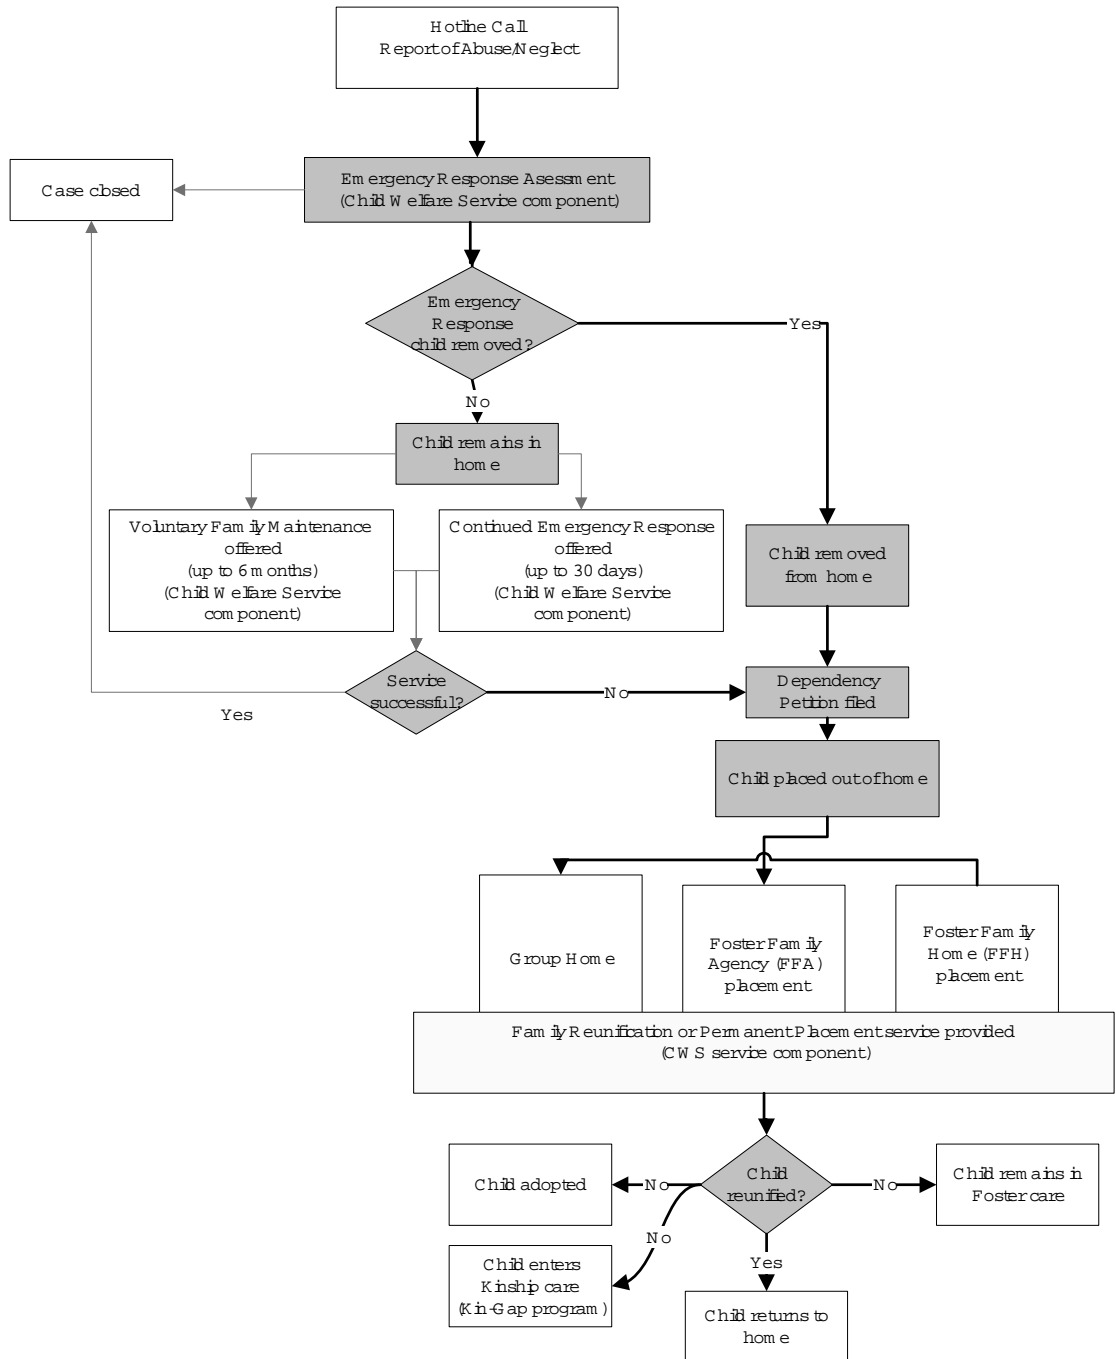 Hotline Call
Report of Abuse/Neglect
Case closed
Emergency Response Asessment
(Child Welfare Service component)
Emergency
Response
child removed?
Yes
No
Child remains in
home
Voluntary Family Maintenance
offered
(up to 6 months)
(Child Welfare Service
component)
Continued Emergency Response
offered
(up to 30 days)
(Child Welfare Service
component)
Child removed
from home
Service
successful?
No
Yes
Dependency
Petition filed
Child placed out of home
Group Home
Foster Family
Agency (FFA)
placement
Foster Family
Home (FFH)
placement
Family Reunification or Permanent Placement service provided
(CWS service component)
Child adopted
No
Child
reunified?
No
Child remains in
Foster care
No
Child enters
Kinship care
(Kin-Gap program)
Yes
Child returns to
home